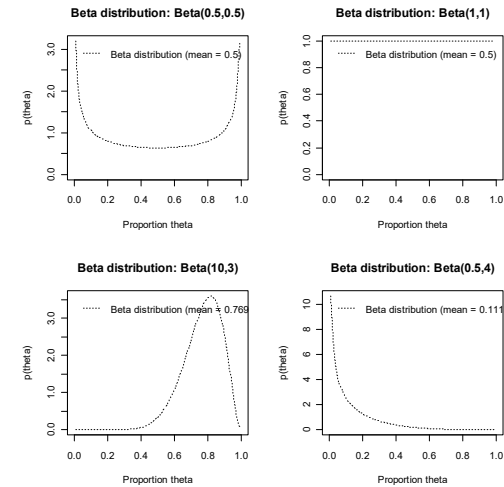 Beta distribution: Beta(0.5,0.5)
Beta distribution (mean = 0.5)
p(theta)
0.0 1.0 2.0 3.0
0.0 0.2 0.4 0.6 0.8 1.0
Proportion theta
Beta distribution: Beta(1,1)
Beta distribution (mean = 0.5)
p(theta)
0.0 0.2 0.4 0.6 0.8 1.0
0.0 0.2 0.4 0.6 0.8 1.0
Proportion theta
Beta distribution: Beta(10,3)
Beta distribution (mean = 0.769
p(theta)
0.0 1.0 2.0 3.0
0.0 0.2 0.4 0.6 0.8 1.0
Proportion theta
Beta distribution: Beta(0.5,4)
Beta distribution (mean = 0.111
p(theta)
0 2 4 6 8 10
0.0 0.2 0.4 0.6 0.8 1.0
Proportion theta